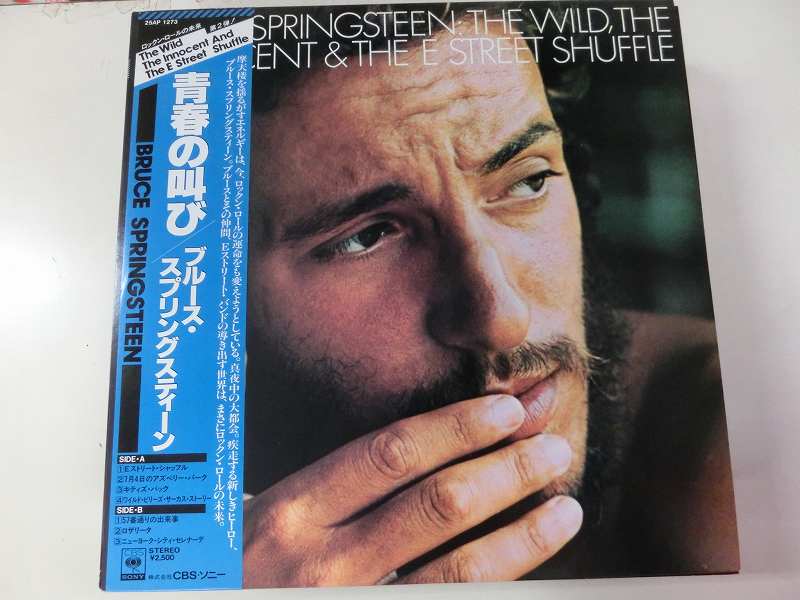 25AP 1273
ロックン・ロールの未来 第2弾!
The Wild
The Innocent And
The E Street Shuffle
青春の叫び
ブルース・
スプリングスティーン
BRUCE SPRINGSTEEN
SPRINGSTEEN: THE WILD, THE
CENT & THE E STREET SHUFFLE
摩天楼を揺るがすエネルギーは、今、ロックン・ロールの運命をも変えようとしている。真夜中の大都会。疾走する新しきヒーロー、
ブルース・スプリングスティーン。ブルースとその仲間、Eストリート・バンドの導き出す世界は、まさにロックン・ロールの未来。
SIDE・A
①Eストリート・シャッフル
②7月4日のアズベリー・パーク
③キティズ・バック
④ワイルド・ビリーズ・サーカス・ストーリー
SIDE・B
①57番通りの出来事
②ロザリータ
③ニューヨーク・シティ・セレナーデ
CBS
SONY
STEREO
¥2,500
株式会社 CBS・ソニー